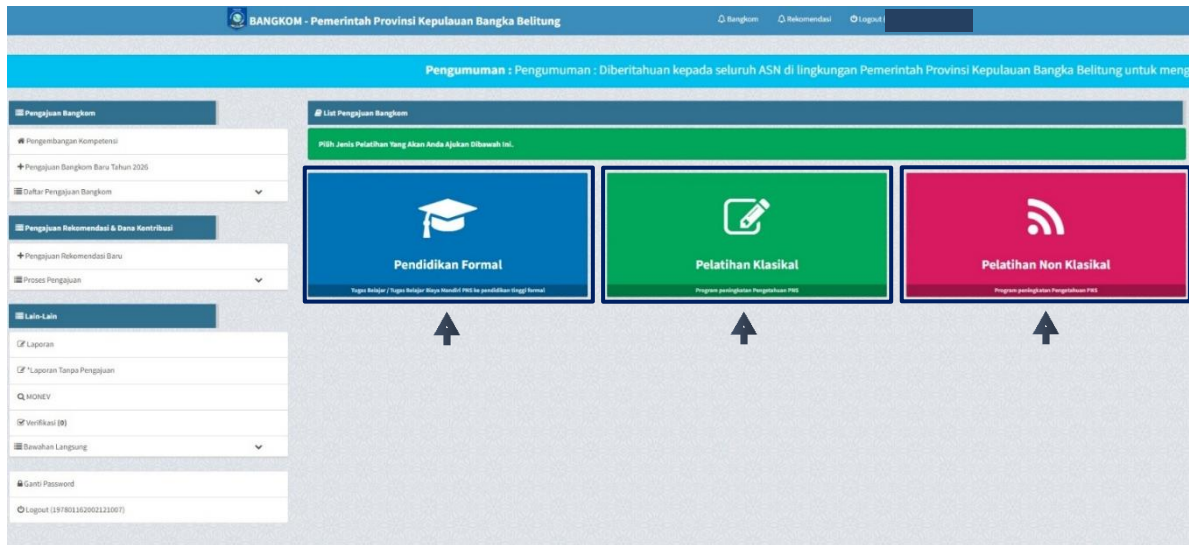 BANGKOM - Pemerintah Provinsi Kepulauan Bangka Belitung
Bangkom Rekomendasi Logout
Pengumuman : Pengumuman : Diberitahuan kepada seluruh ASN di lingkungan Pemerintah Provinsi Kepulauan Bangka Belitung untuk meng
Pengajuan Bangkom
Pengembangan Kompetensi
+Pengajuan Bangkom Baru Tahun 2026
Daftar Pengajuan Bangkom
Pengajuan Rekomendasi & Dana Kontribusi
+Pengajuan Rekomendasi Baru
Proses Pengajuan
Lain-Lain
Laporan
*Laporan Tanpa Pengajuan
MONEV
Verifikasi (0)
Bawahan Langsung
Ganti Password
Logout (197801162002121007)
List Pengajuan Bangkom
Pilih Jenis Pelatihan Yang Akan Anda Ajukan Dibawah Ini.
Pendidikan Formal
Tugas Belajar / Tugas Belajar Biaya Mandiri PNS ke pendidikan tinggi formal
Pelatihan Klasikal
Program peningkatan Pengetahuan PNS
Pelatihan Non Klasikal
Program peningkatan Pengetahuan PNS